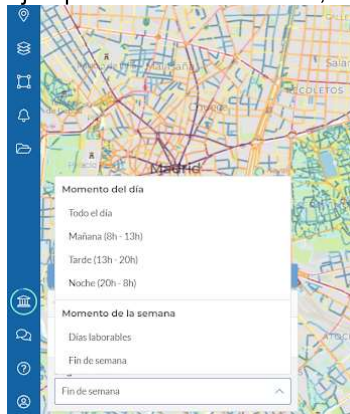 Madrid
COLETOS
Momento del día
Todo el día
Mañana (8h - 13h)
Tarde (13h - 20h)
Noche (20h - 8h)
Momento de la semana
Días laborables
Fin de semana
Fin de semana